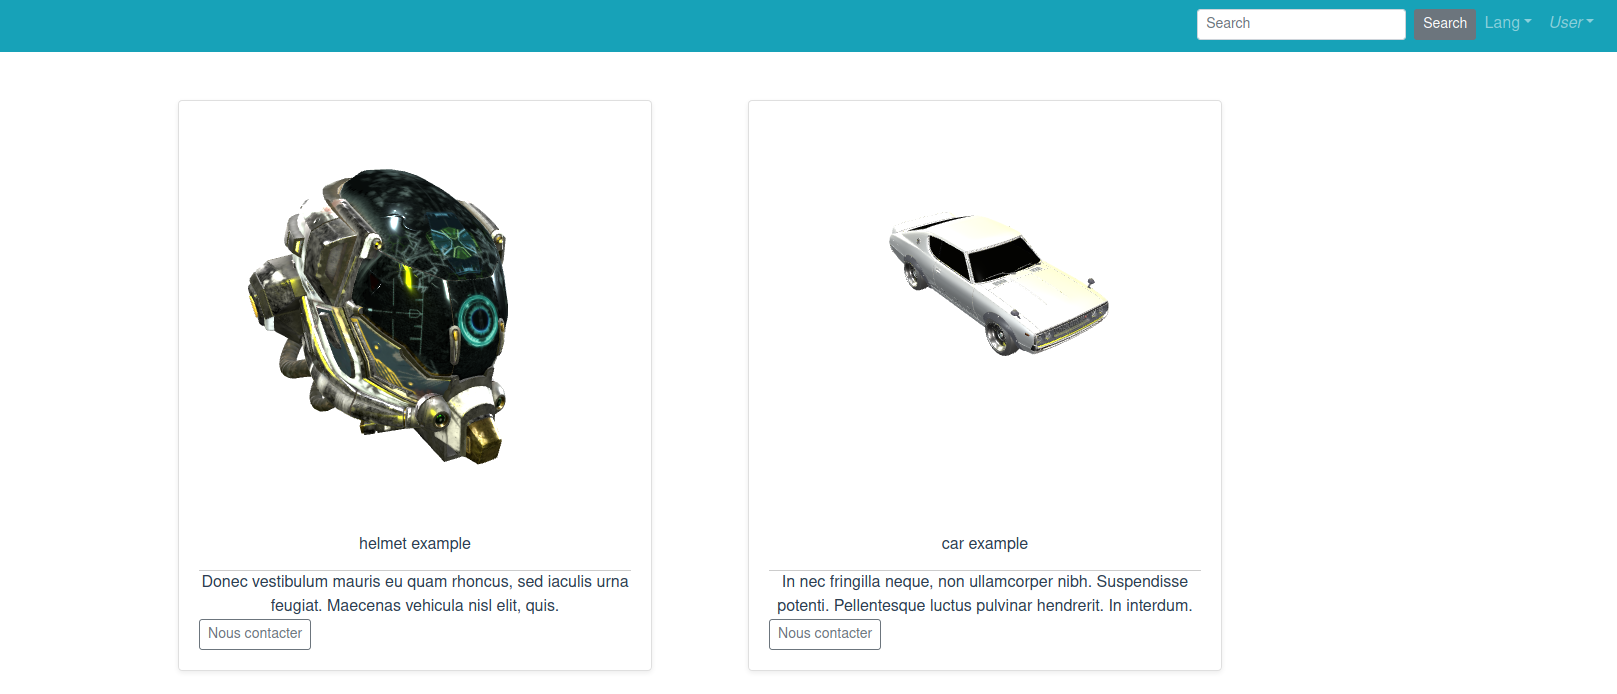 Search Search Lang User
helmet example
Donec vestibulum mauris eu quam rhoncus, sed iaculis urna
feugiat. Maecenas vehicula nisl elit, quis.
Nous contacter
car example
In nec fringilla neque, non ullamcorper nibh. Suspendisse
potenti. Pellentesque luctus pulvinar hendrerit. In interdum.
Nous contacter